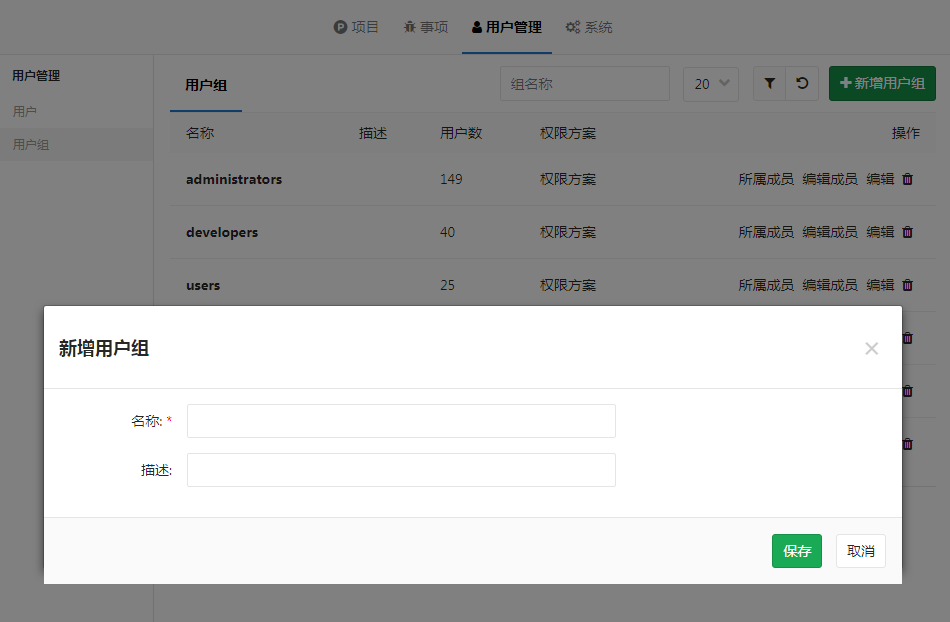 项目 事项 用户管理 系统
用户管理
用户
用户组
用户组 组名称 20 新增用户组
名称 描述 用户数 权限方案 操作
administrators 149 权限方案 所属成员 编辑成员 编辑
developers 40 权限方案 所属成员 编辑成员 编辑
users 25 权限方案 所属成员 编辑成员 编辑
新增用户组
名称: *
描述:
保存 取消